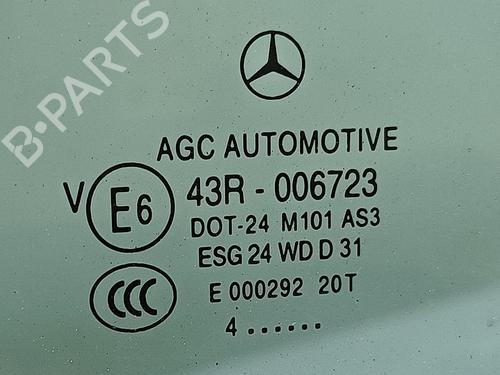 B-PARTS
AGC AUTOMOTIVE
V E6 43R - 006723
DOT-24 M101 AS3
ESG 24 WD D 31
CCC E 000292 20T
4 ......